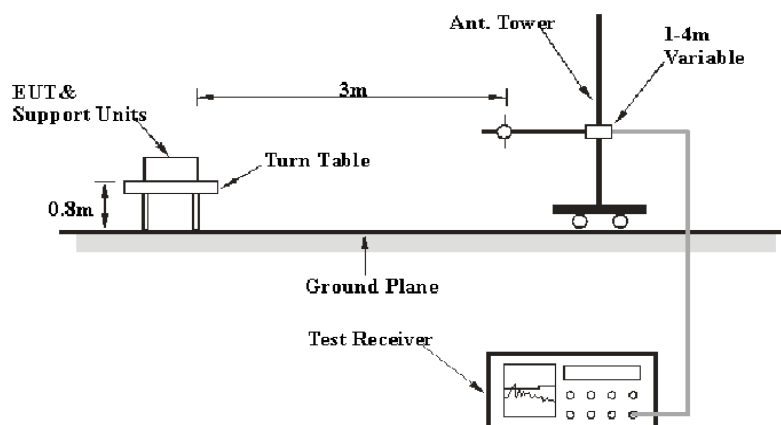 Ant. Tower
1-4m
Variable
EUT&
Support Units
3m
Turn Table
0.8m
Ground Plane
Test Receiver